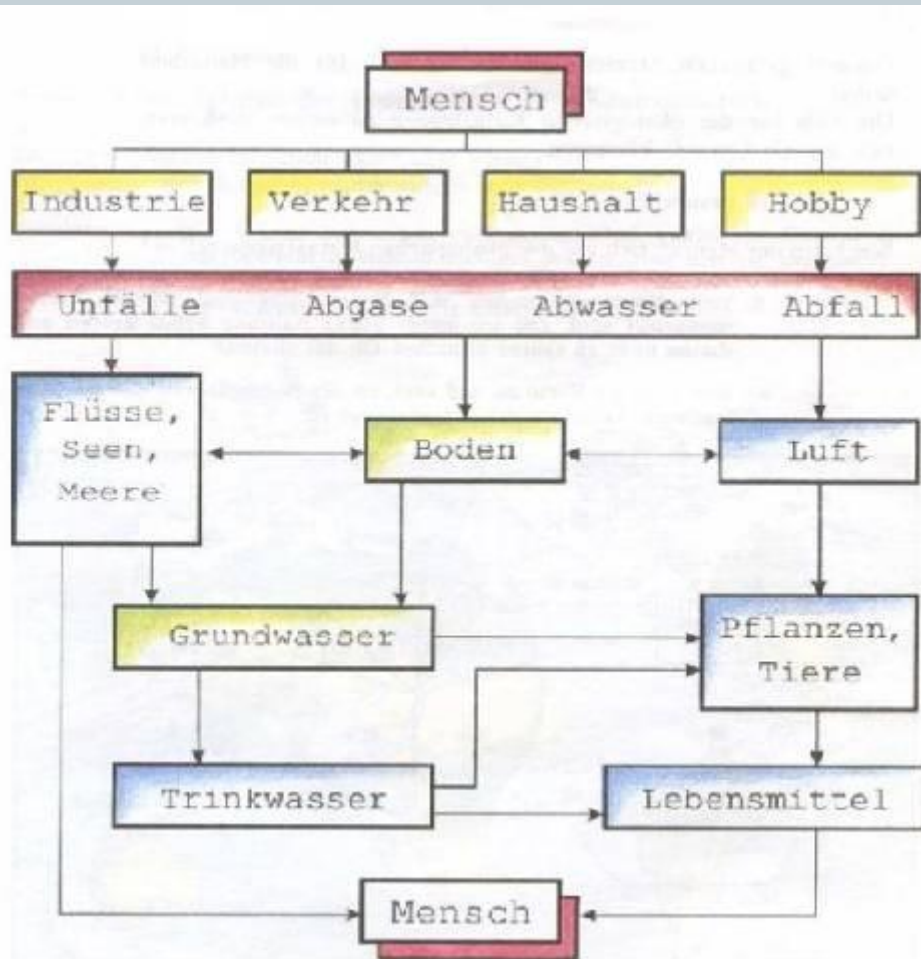 Mensch
Industrie Verkehr Haushalt Hobby
Unfälle Abgase Abwasser Abfall
Flüsse,
Seen,
Meere
Boden
Luft
Grundwasser
Pflanzen,
Tiere
Trinkwasser
Lebensmittel
Mensch